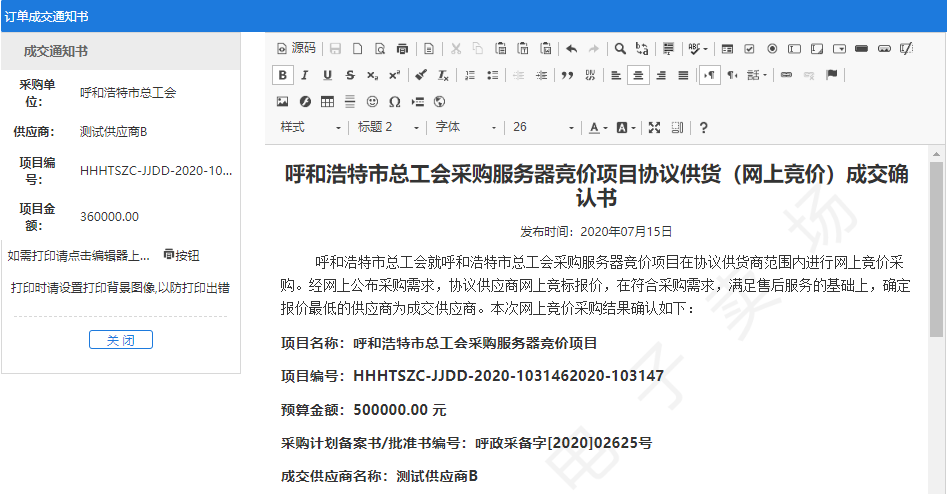 订单成交通知书
成交通知书
采购单位：
呼和浩特市总工会
供应商：
测试供应商B
项目编号：
HHHTSZC-JJDD-2020-10...
项目金额：
360000.00
如需打印请点击编辑器上... 按钮
打印时请设置打印背景图像,以防打印出错
关 闭
源码
样式 标题 2 字体 26
呼和浩特市总工会采购服务器竞价项目协议供货（网上竞价）成交确
认书
发布时间：2020年07月15日
呼和浩特市总工会就呼和浩特市总工会采购服务器竞价项目在协议供货商范围内进行网上竞价采
购。经网上公布采购需求，协议供应商网上竞标报价，在符合采购需求，满足售后服务的基础上，确定
报价最低的供应商为成交供应商。本次网上竞价采购结果确认如下：
项目名称：呼和浩特市总工会采购服务器竞价项目
项目编号：HHHTSZC-JJDD-2020-1031462020-103147
预算金额：500000.00 元
采购计划备案书/批准书编号：呼政采备字[2020]02625号
成交供应商名称：测试供应商B
电子卖场